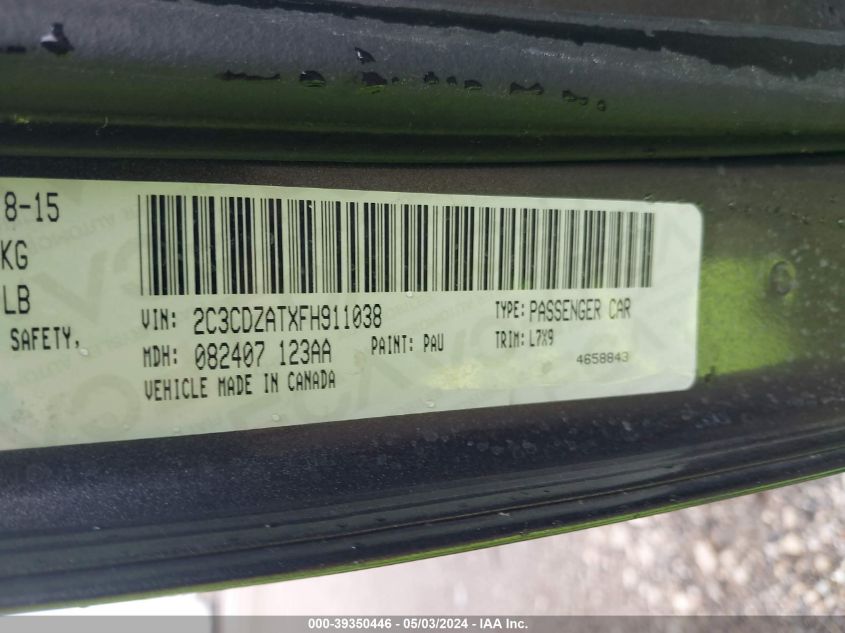 8-15
KG
LB
SAFETY,
VIN: 2C3CDZATXFH911038
TYPE: PASSENGER CAR
MDH: 082407 123AA
PAINT: PAU
TRIM: L7X9
4658843
VEHICLE MADE IN CANADA
000-39350446 - 05/03/2024 - IAA Inc.